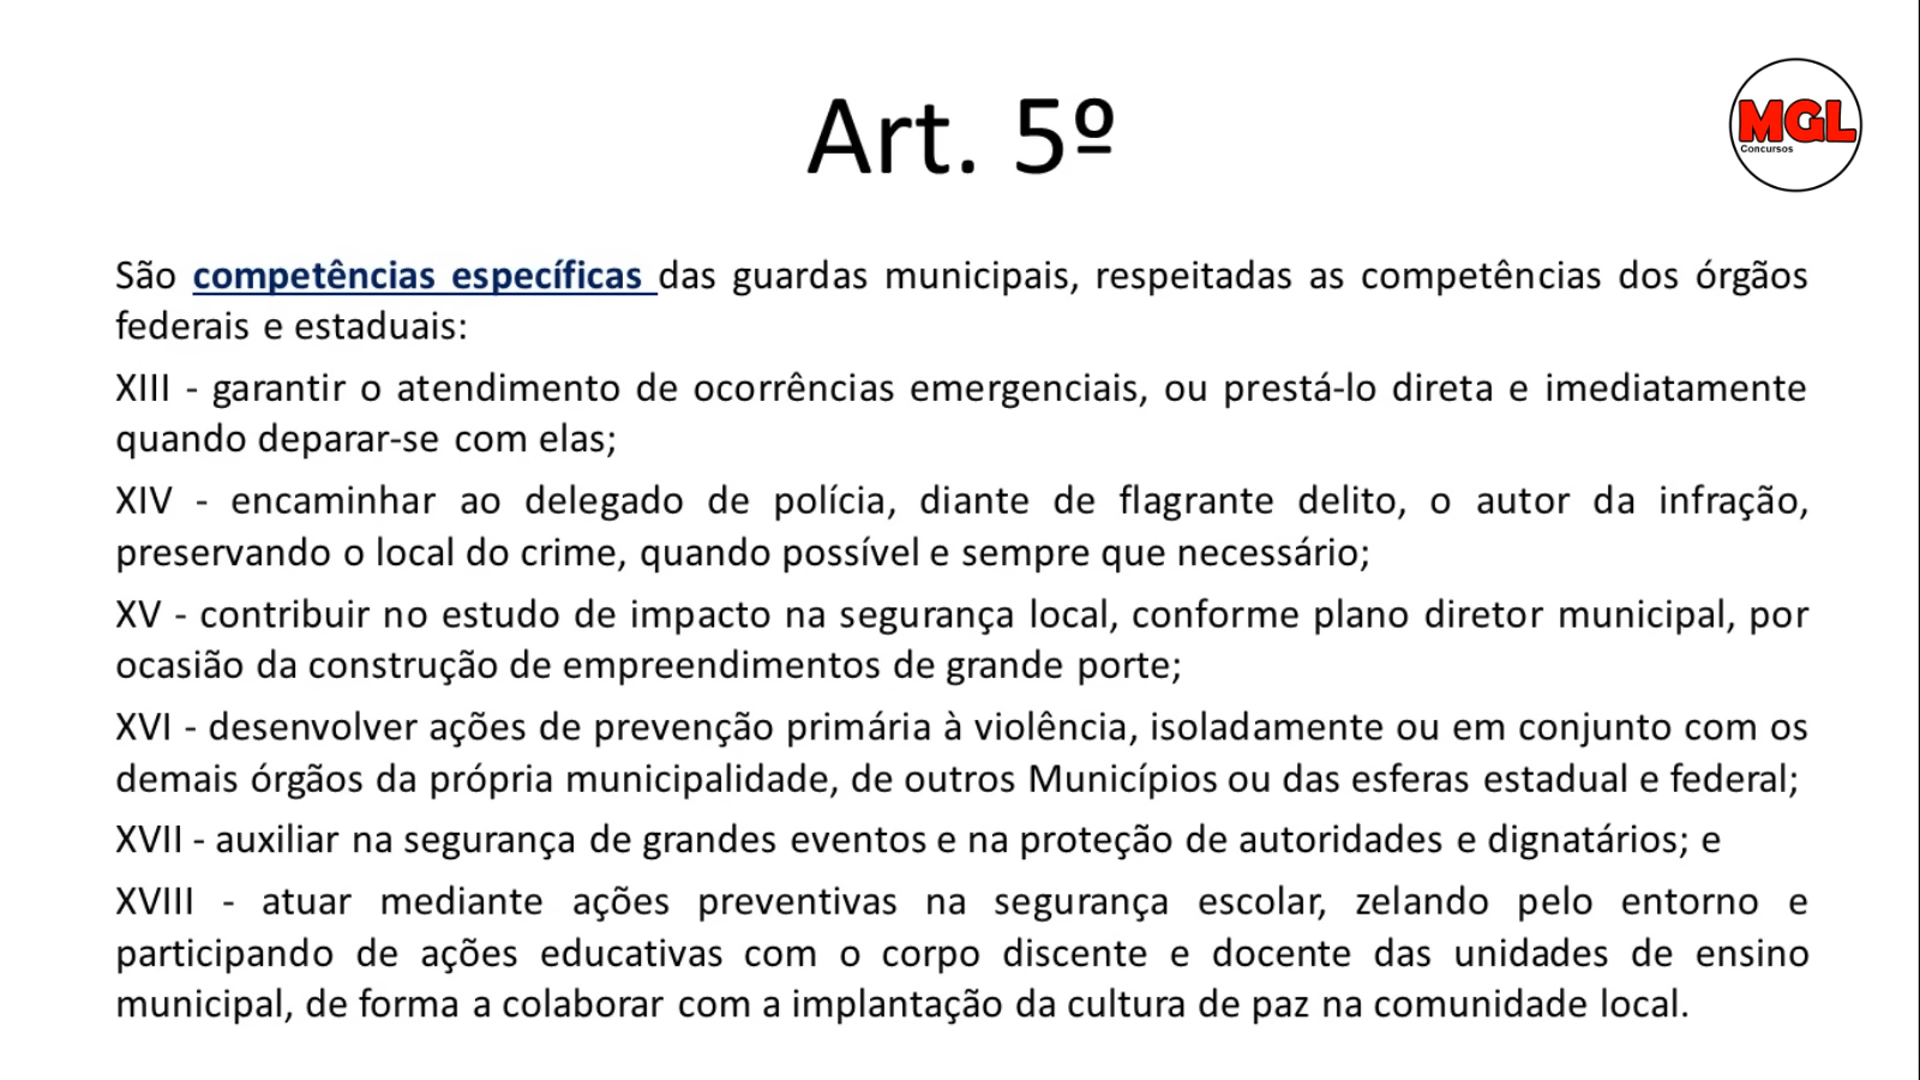 Art. 5º
MGL
Concursos
São competências específicas das guardas municipais, respeitadas as competências dos órgãos
federais e estaduais:
XIII - garantir o atendimento de ocorrências emergenciais, ou prestá-lo direta e imediatamente
quando deparar-se com elas;
XIV - encaminhar ao delegado de polícia, diante de flagrante delito, o autor da infração,
preservando o local do crime, quando possível e sempre que necessário;
XV - contribuir no estudo de impacto na segurança local, conforme plano diretor municipal, por
ocasião da construção de empreendimentos de grande porte;
XVI - desenvolver ações de prevenção primária à violência, isoladamente ou em conjunto com os
demais órgãos da própria municipalidade, de outros Municípios ou das esferas estadual e federal;
XVII - auxiliar na segurança de grandes eventos e na proteção de autoridades e dignatários; e
XVIII - atuar mediante ações preventivas na segurança escolar, zelando pelo entorno e
participando de ações educativas com o corpo discente e docente das unidades de ensino
municipal, de forma a colaborar com a implantação da cultura de paz na comunidade local.